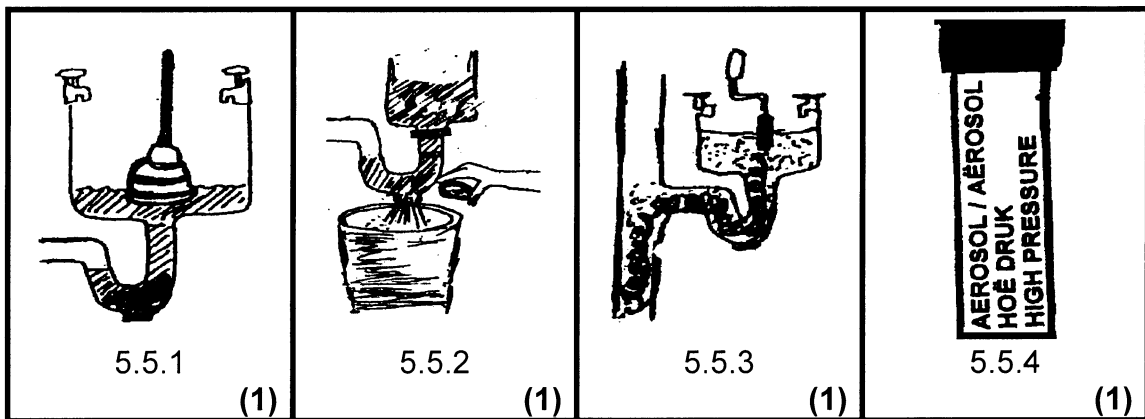 AEROSOL / AËROSOL
HOË DRUK
HIGH PRESSURE
5.5.1
(1)
5.5.2
(1)
5.5.3
(1)
5.5.4
(1)